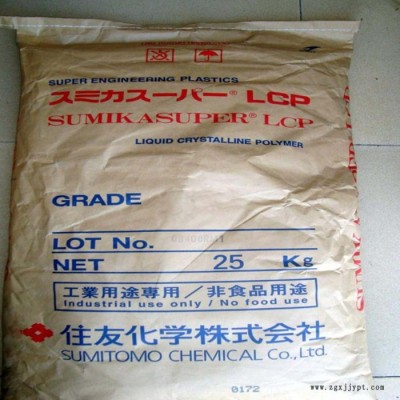 SUPER ENGINEERING PLASTICS
スミカスーパー® LCP
SUMIKASUPER® LCP
LIQUID CRYSTALLINE POLYMER
GRADE
LOT No.
NET 25 Kg
工業用途専用／非食品用途
Industrial use only / No food use
住友化学株式会社
SUMITOMO CHEMICAL Co., Ltd.
0172
www.zgxjjypt.com